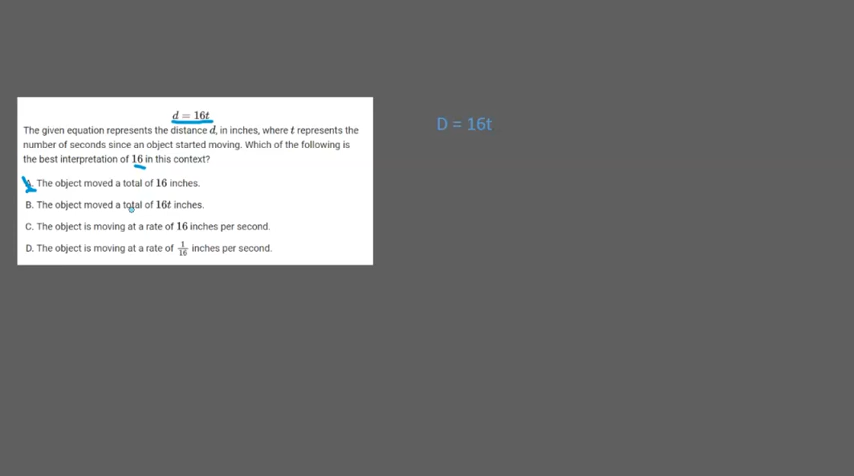 d = 16t
The given equation represents the distance d, in inches, where t represents the
number of seconds since an object started moving. Which of the following is
the best interpretation of 16 in this context?
A. The object moved a total of 16 inches.
B. The object moved a total of 16t inches.
C. The object is moving at a rate of 16 inches per second.
D. The object is moving at a rate of 1/16 inches per second.
D = 16t